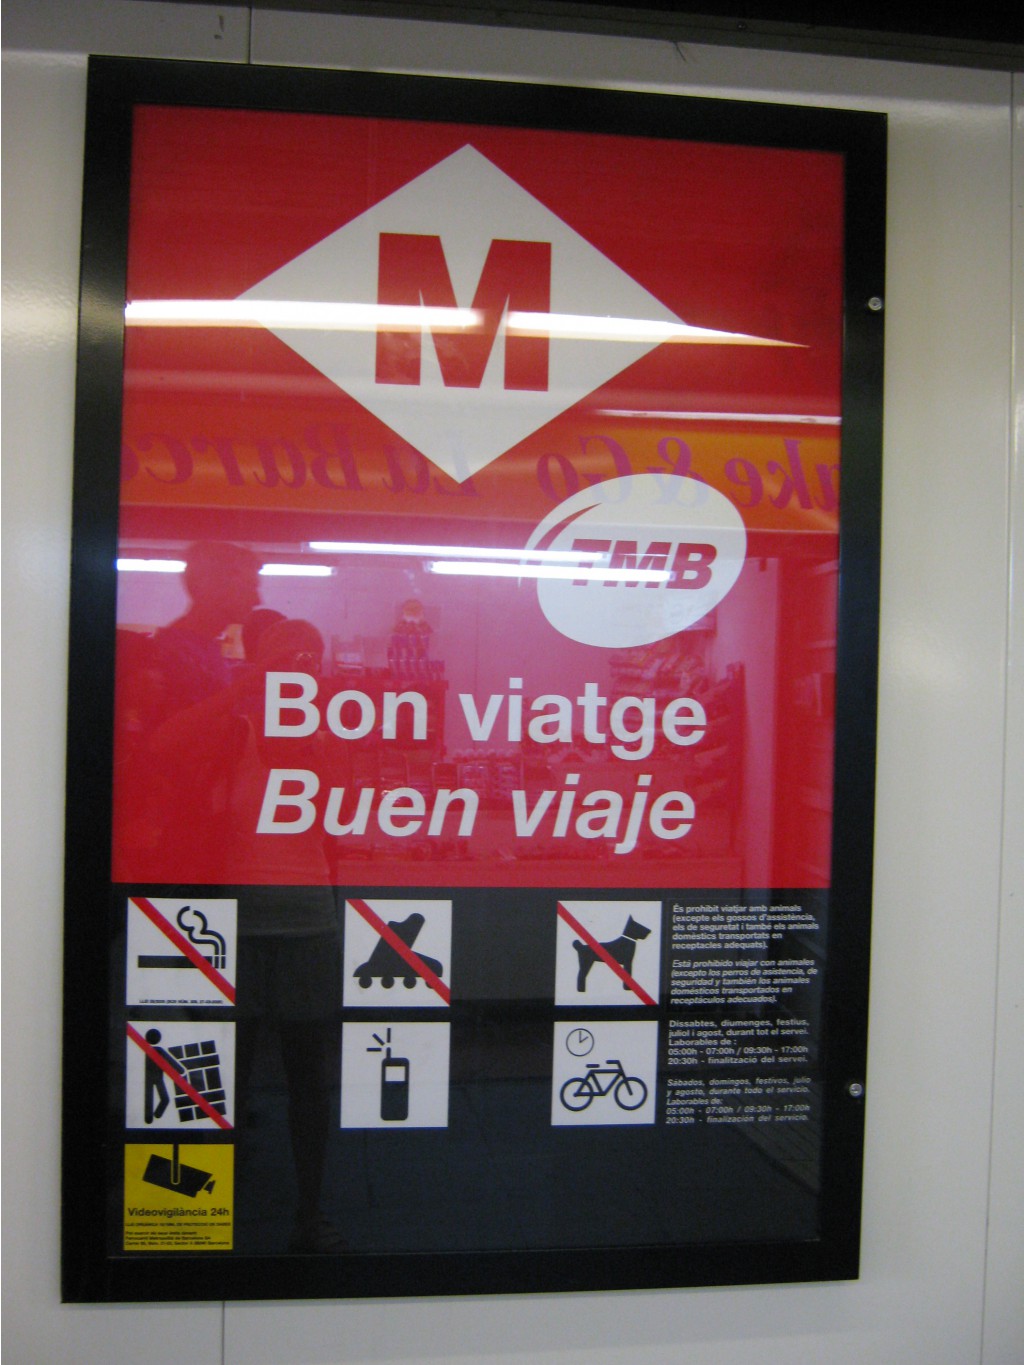 M
La Barce
ake & Go
TMB
Bon viatge
Buen viaje
És prohibit viatjar amb animals
(excepte els gossos d'assistència,
els de seguretat i també els animals
domèstics transportats en
receptacles adequats).
Está prohibido viajar con animales
(excepto los perros de asistencia, de
seguridad y también los animales
domésticos transportados en
receptáculos adecuados).
Dissabtes, diumenges, festius,
juliol i agost, durant tot el servei.
Laborables de :
05:00h - 07:00h / 09:30h - 17:00h
20:30h - finalització del servei.
Sábados, domingos, festivos, julio
y agosto, durante todo el servicio.
Laborables de:
05:00h - 07:00h / 09:30h - 17:00h
20:30h - finalización del servicio.
Videovigilància 24h